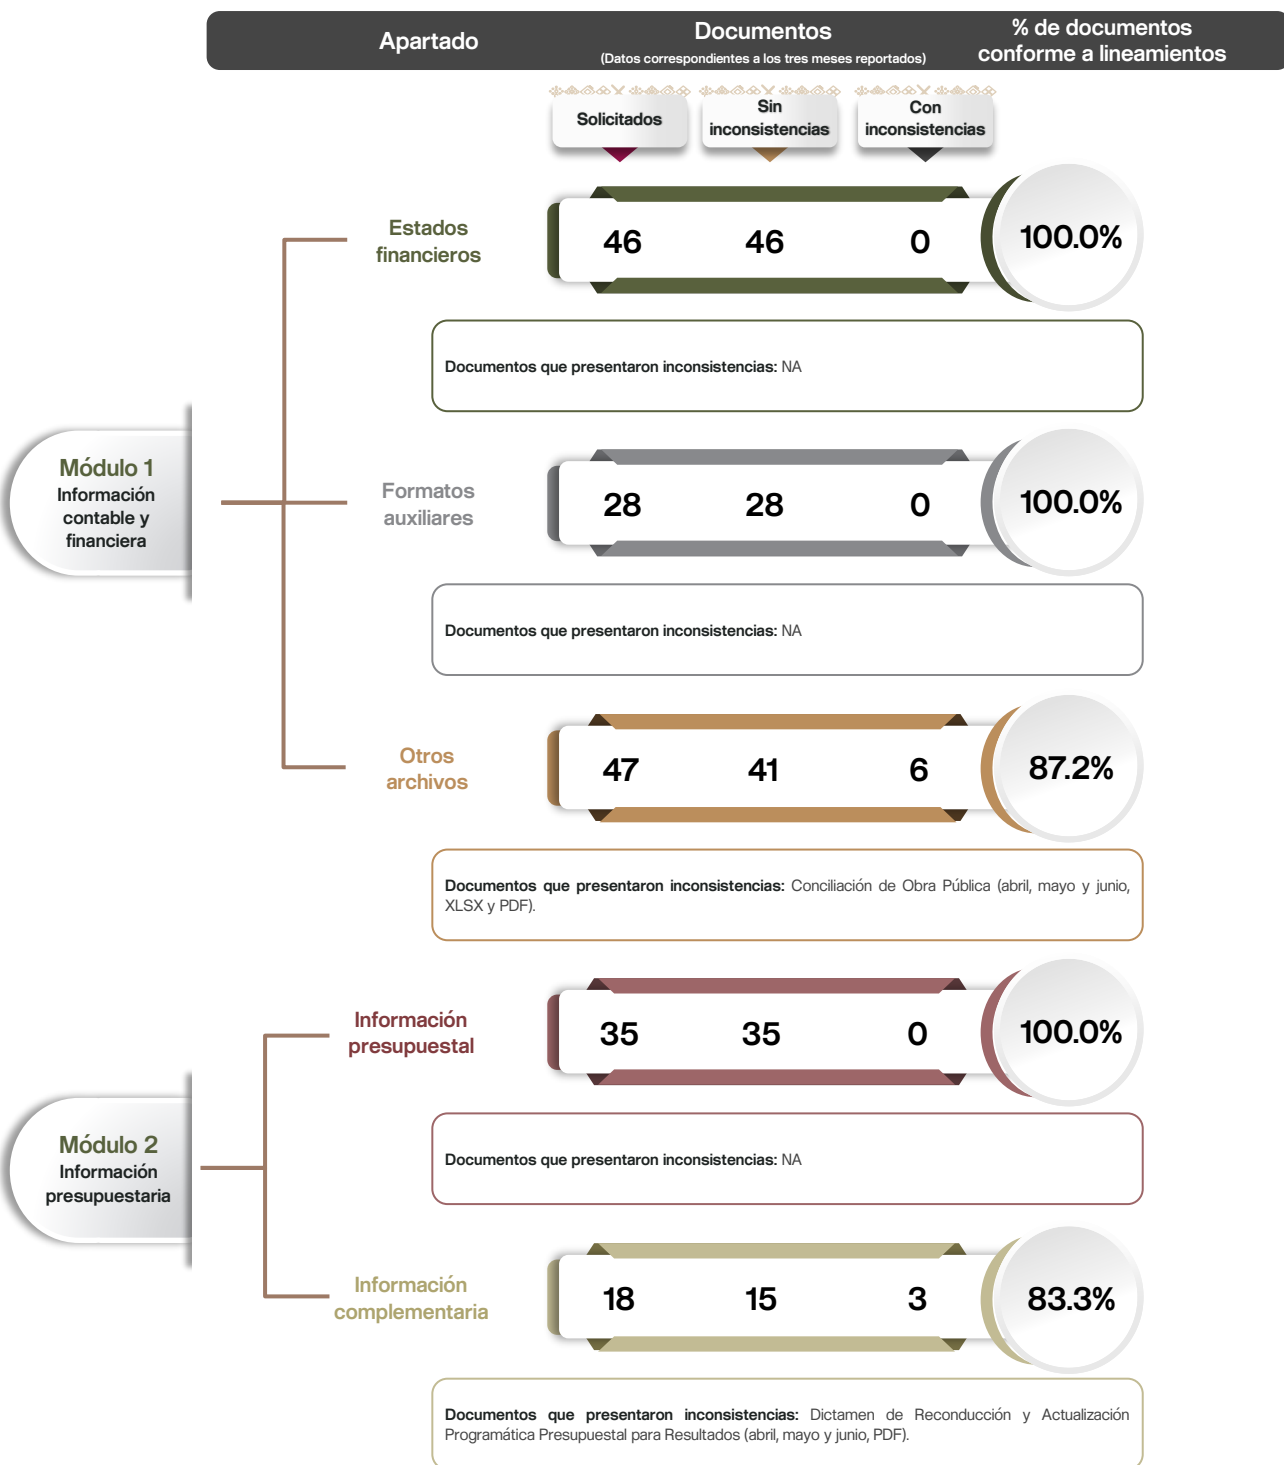 Apartado
Documentos
(Datos correspondientes a los tres meses reportados)
% de documentos
conforme a lineamientos
Solicitados
Sin
inconsistencias
Con
inconsistencias
Módulo 1
Información
contable y
financiera
Estados
financieros
46 46 0 100.0%
Documentos que presentaron inconsistencias: NA
Formatos
auxiliares
28 28 0 100.0%
Documentos que presentaron inconsistencias: NA
Otros
archivos
47 41 6 87.2%
Documentos que presentaron inconsistencias: Conciliación de Obra Pública (abril, mayo y junio,
XLSX y PDF).
Módulo 2
Información
presupuestaria
Información
presupuestal
35 35 0 100.0%
Documentos que presentaron inconsistencias: NA
Información
complementaria
18 15 3 83.3%
Documentos que presentaron inconsistencias: Dictamen de Reconducción y Actualización
Programática Presupuestal para Resultados (abril, mayo y junio, PDF).